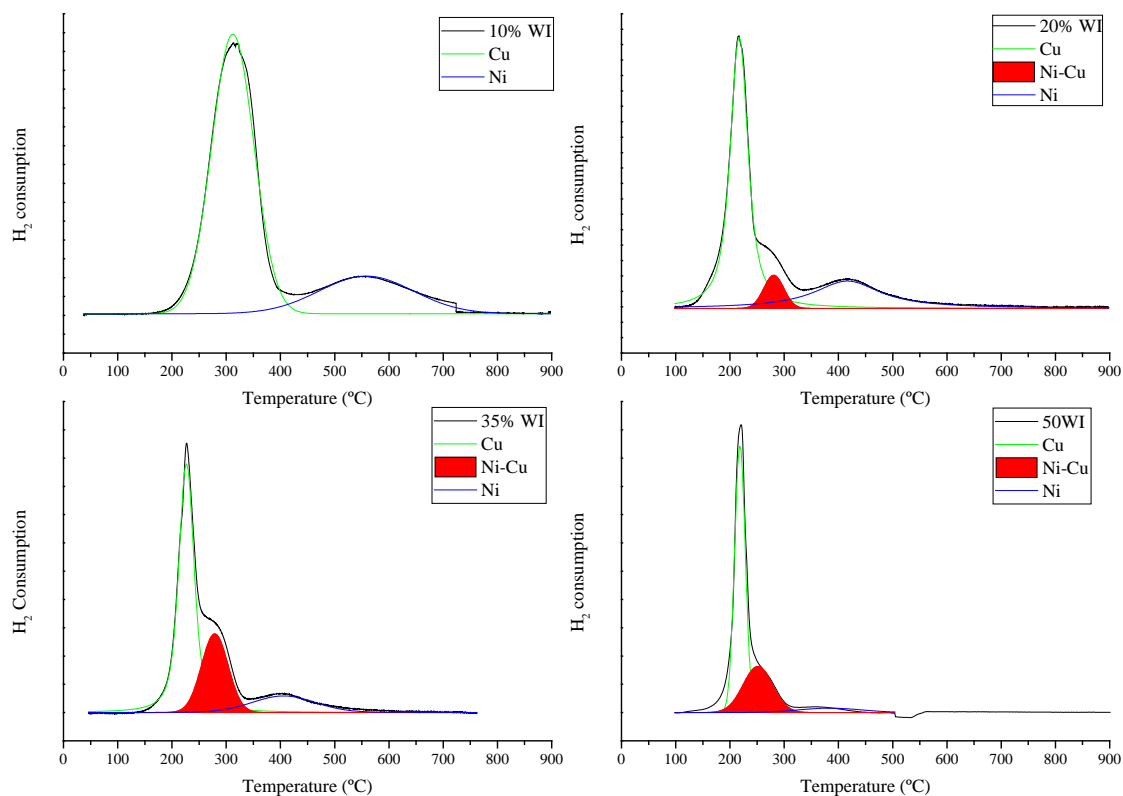 10% WI
Cu
Ni
H2 consunption
0 100 200 300 400 500 600 700 800 900
Temperature (ºC)
20% WI
Cu
Ni-Cu
Ni
H2 consumption
0 100 200 300 400 500 600 700 800 900
Temperature (ºC)
35% WI
Cu
Ni-Cu
Ni
H2 Consumption
0 100 200 300 400 500 600 700 800 900
Temperature (ºC)
50WI
Cu
Ni-Cu
Ni
H2 consumption
0 100 200 300 400 500 600 700 800 900
Temperature (ºC)